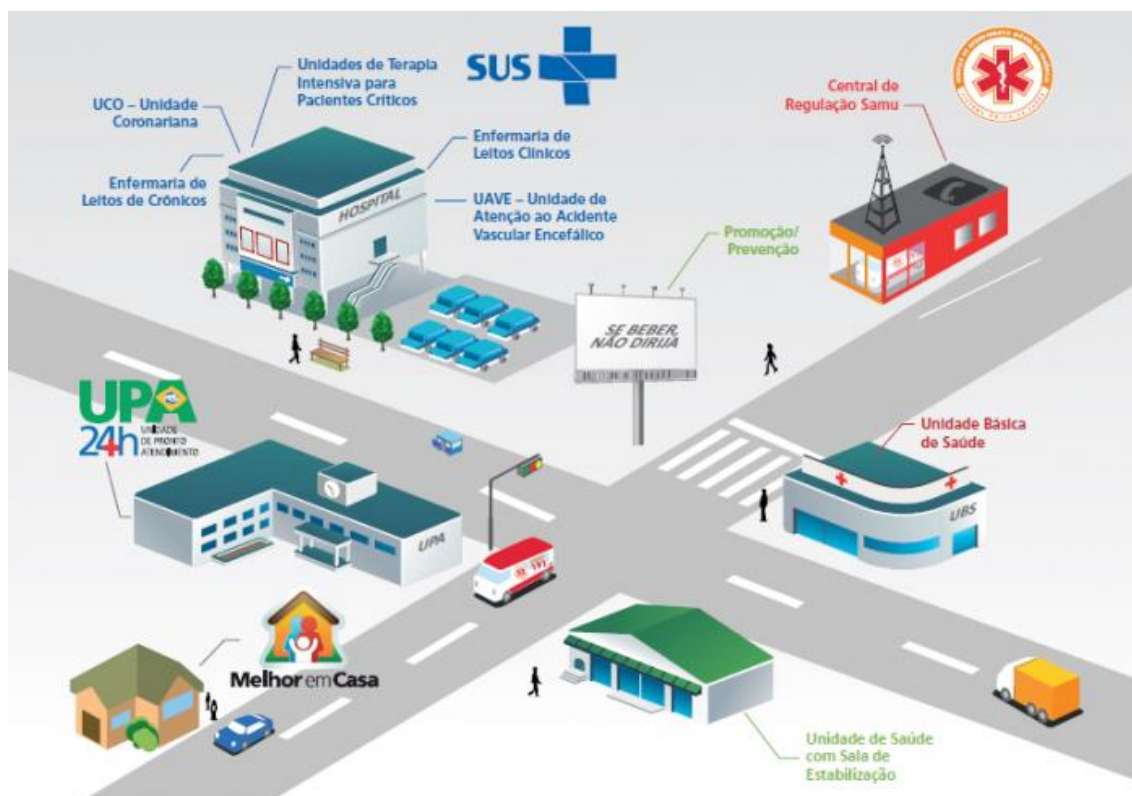 SUS
Unidades de Terapia
Intensiva para
Pacientes Críticos
UCO – Unidade
Coronariana
Enfermaria de
Leitos de Crônicos
Enfermaria de
Leitos Clínicos
UAVE – Unidade de
Atenção ao Acidente
Vascular Encefálico
HOSPITAL
Central de
Regulação Samu
Promoção/
Prevenção
SE BEBER,
NÃO DIRIJA
UPA
24h
UNIDADE
DE PRONTO
ATENDIMENTO
UPA
Unidade Básica
de Saúde
UBS
Melhor em Casa
Unidade de Saúde
com Sala de
Estabilização